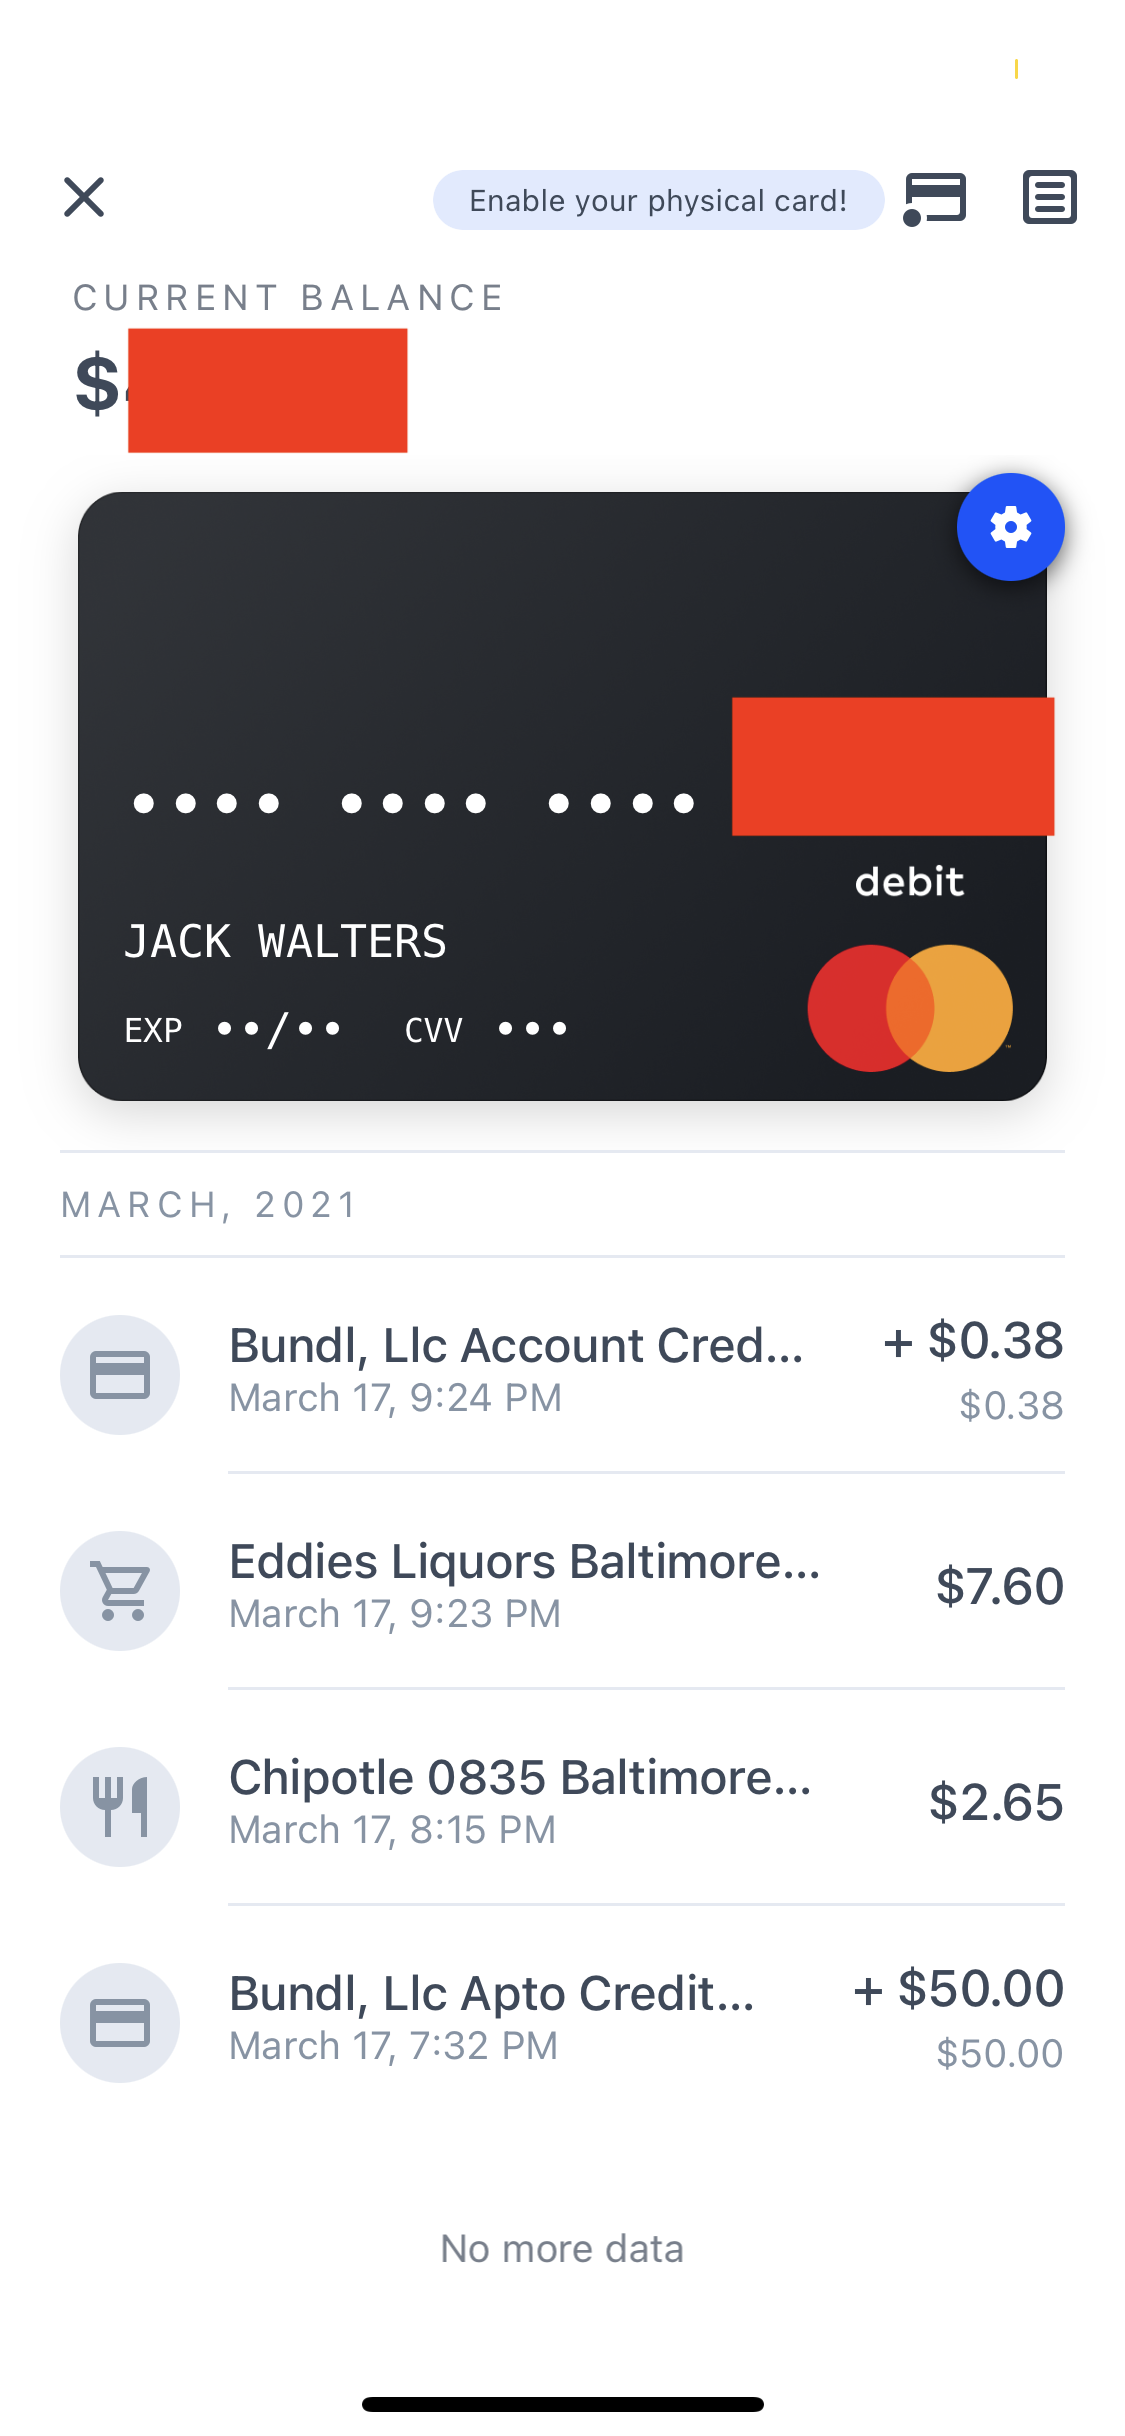 Enable your physical card!
CURRENT BALANCE
$
•••• •••• ••••
debit
JACK WALTERS
EXP ••/•• CVV •••
MARCH, 2021
Bundl, Llc Account Cred... + $0.38
March 17, 9:24 PM $0.38
Eddies Liquors Baltimore... $7.60
March 17, 9:23 PM
Chipotle 0835 Baltimore... $2.65
March 17, 8:15 PM
Bundl, Llc Apto Credit... + $50.00
March 17, 7:32 PM $50.00
No more data